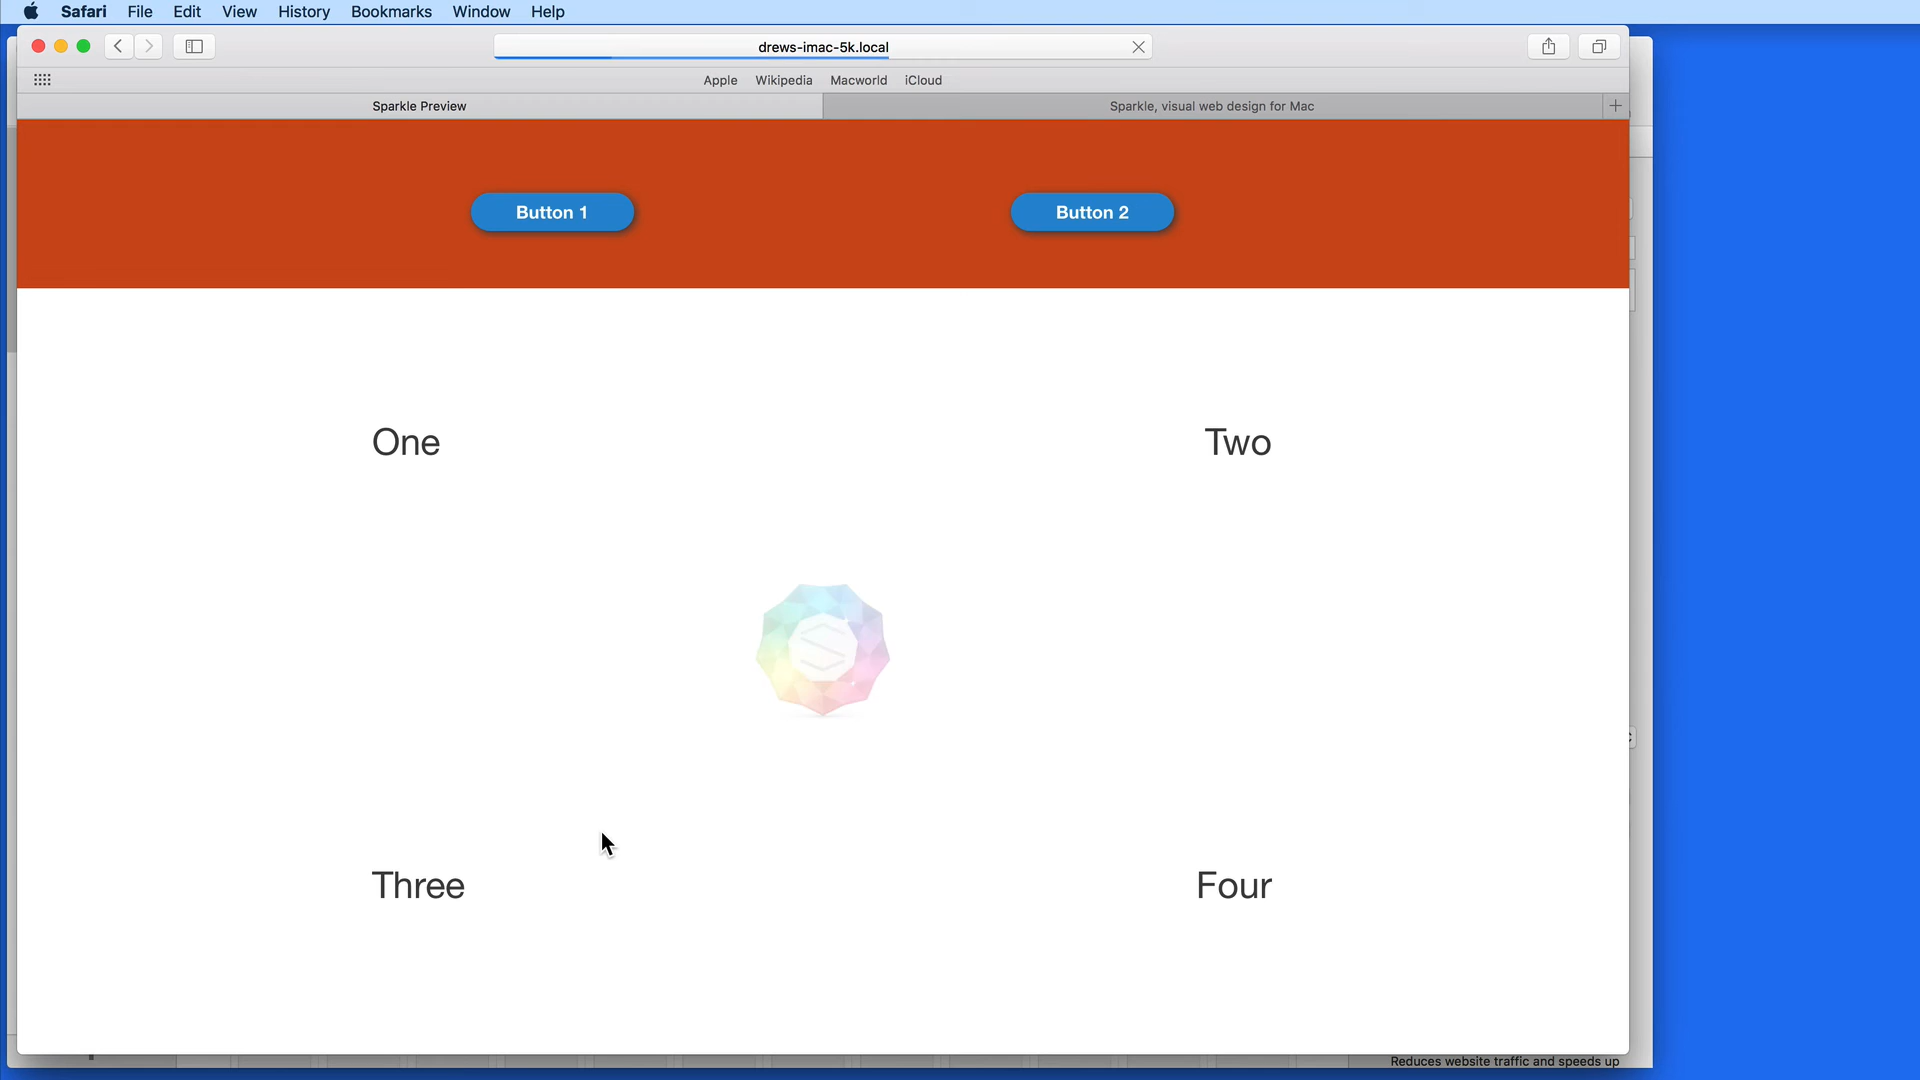 Safari File Edit View History Bookmarks Window Help
drews-imac-5k.local
Apple Wikipedia Macworld iCloud
Sparkle Preview Sparkle, visual web design for Mac
Button 1 Button 2
One Two
Three Four
Reduces website traffic and speeds up